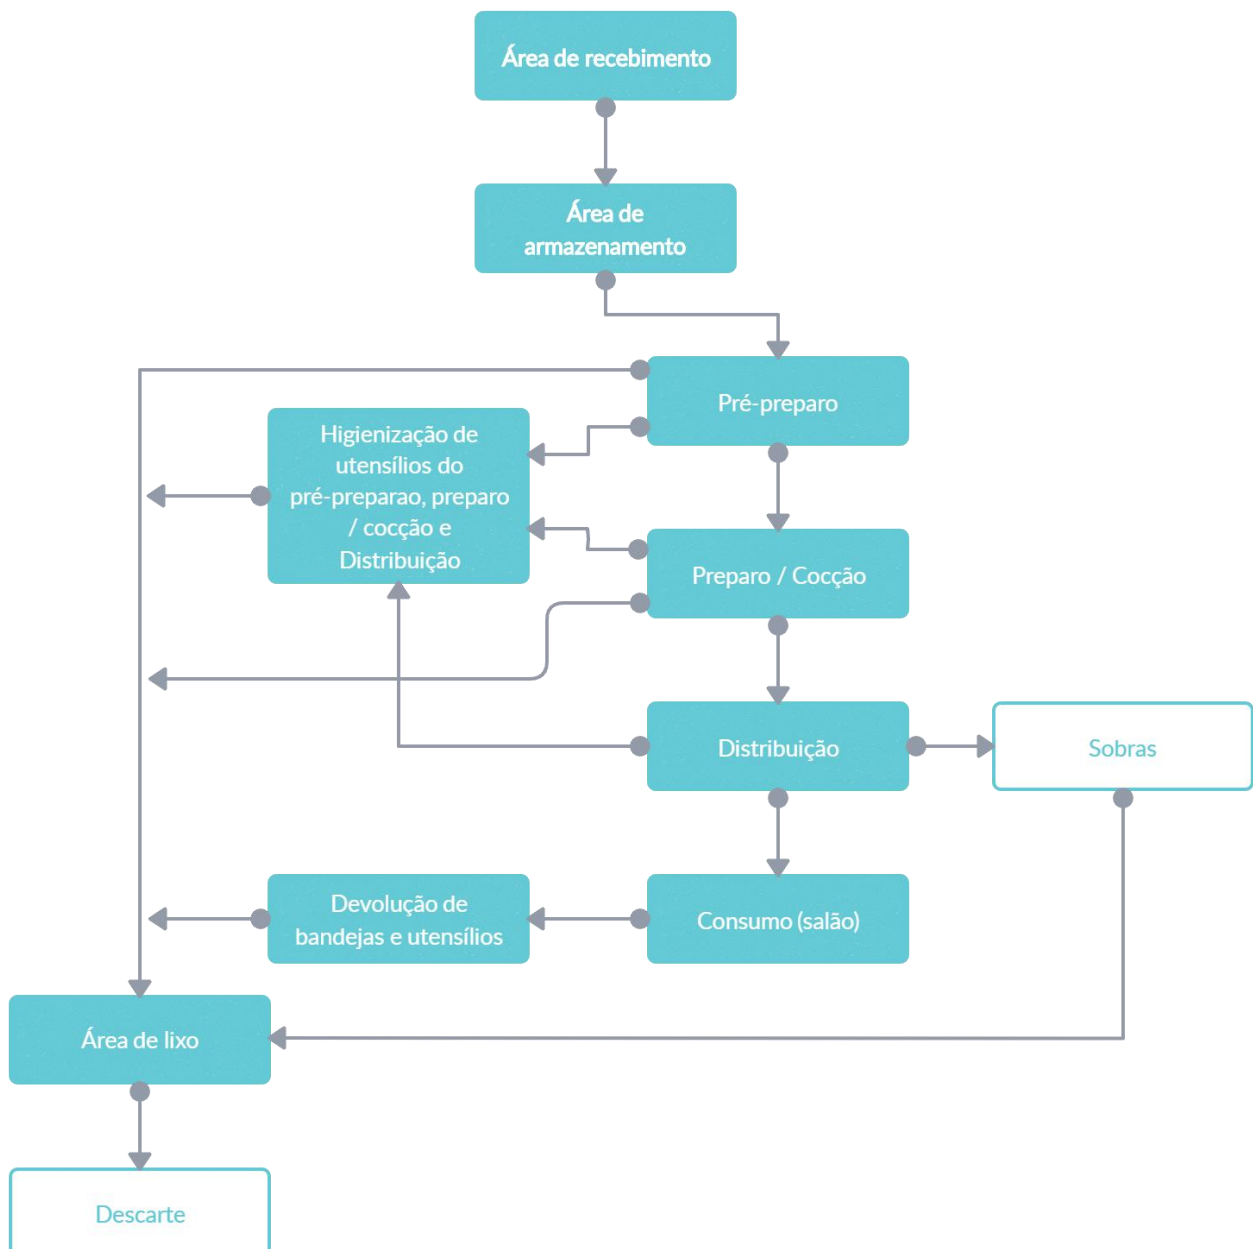 Área de recebimento
Área de
armazenamento
Pré-preparo
Higienização de
utensílios do
pré-preparao, preparo
/ cocção e
Distribuição
Preparo / Cocção
Distribuição
Sobras
Devolução de
bandejas e utensílios
Consumo (salão)
Área de lixo
Descarte